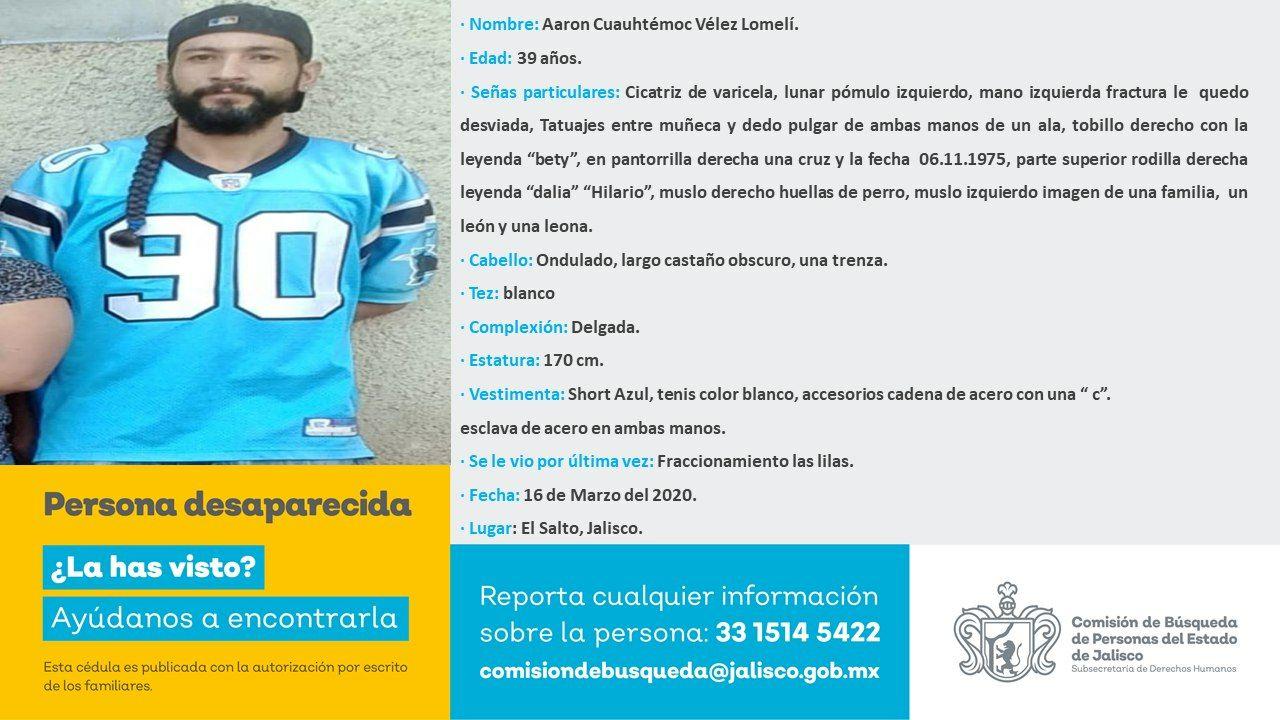 90
90
· Nombre: Aaron Cuauhtémoc Vélez Lomelí.
· Edad: 39 años.
· Señas particulares: Cicatriz de varicela, lunar pómulo izquierdo, mano izquierda fractura le quedo
desviada, Tatuajes entre muñeca y dedo pulgar de ambas manos de un ala, tobillo derecho con la
leyenda “bety”, en pantorrilla derecha una cruz y la fecha 06.11.1975, parte superior rodilla derecha
leyenda “dalia” “Hilario”, muslo derecho huellas de perro, muslo izquierdo imagen de una familia, un
león y una leona.
· Cabello: Ondulado, largo castaño obscuro, una trenza.
· Tez: blanco
· Complexión: Delgada.
· Estatura: 170 cm.
· Vestimenta: Short Azul, tenis color blanco, accesorios cadena de acero con una “ c”.
esclava de acero en ambas manos.
· Se le vio por última vez: Fraccionamiento las lilas.
· Fecha: 16 de Marzo del 2020.
· Lugar: El Salto, Jalisco.
Persona desaparecida
¿La has visto?
Ayúdanos a encontrarla
Esta cédula es publicada con la autorización por escrito
de los familiares.
Reporta cualquier información
sobre la persona: 33 1514 5422
comisiondebusqueda@jalisco.gob.mx
Comisión de Búsqueda
de Personas del Estado
de Jalisco
Subsecretaría de Derechos Humanos